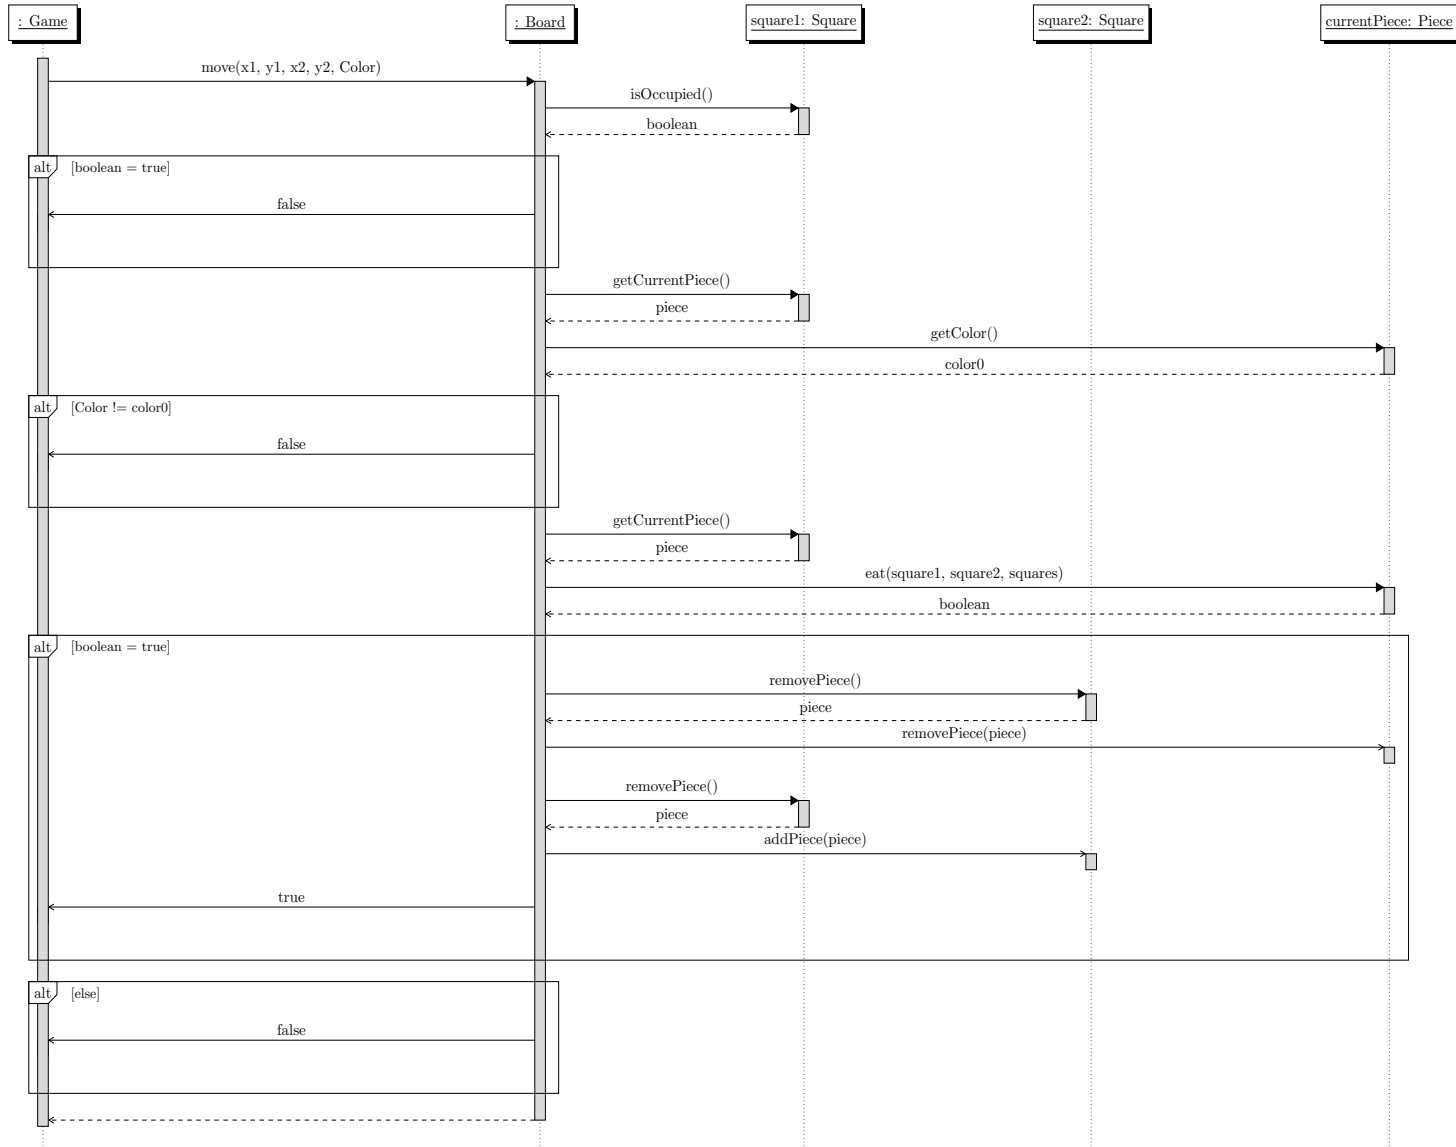 : Game
: Board
square1: Square
square2: Square
currentPiece: Piece
move(x1, y1, x2, y2, Color)
isOccupied()
boolean
alt
[boolean = true]
false
getCurrentPiece()
piece
getColor()
color0
alt
[Color != color0]
false
getCurrentPiece()
piece
eat(square1, square2, squares)
boolean
alt
[boolean = true]
removePiece()
piece
removePiece(piece)
removePiece()
piece
addPiece(piece)
true
alt
[else]
false